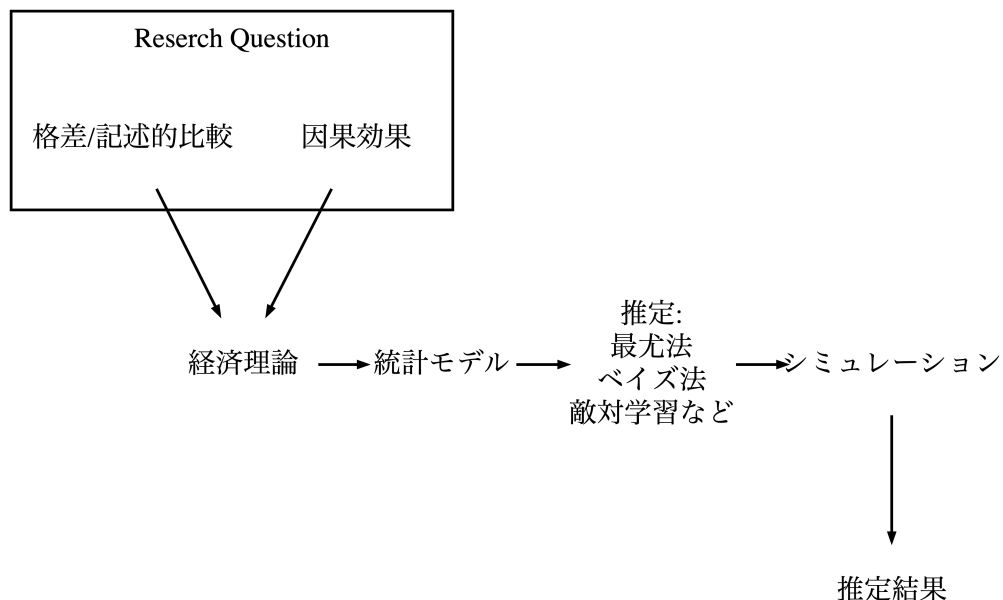 Reserch Question
格差/記述的比較
因果効果
経済理論
統計モデル
推定:
最尤法
ベイズ法
敵対学習など
シミュレーション
推定結果